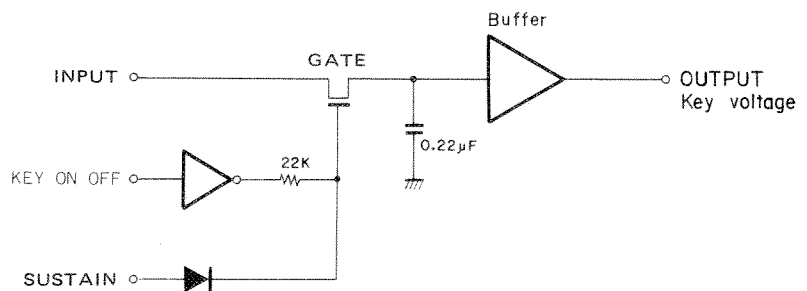 Buffer
GATE
INPUT
OUTPUT
Key voltage
0.22μF
22K
KEY ON OFF
SUSTAIN